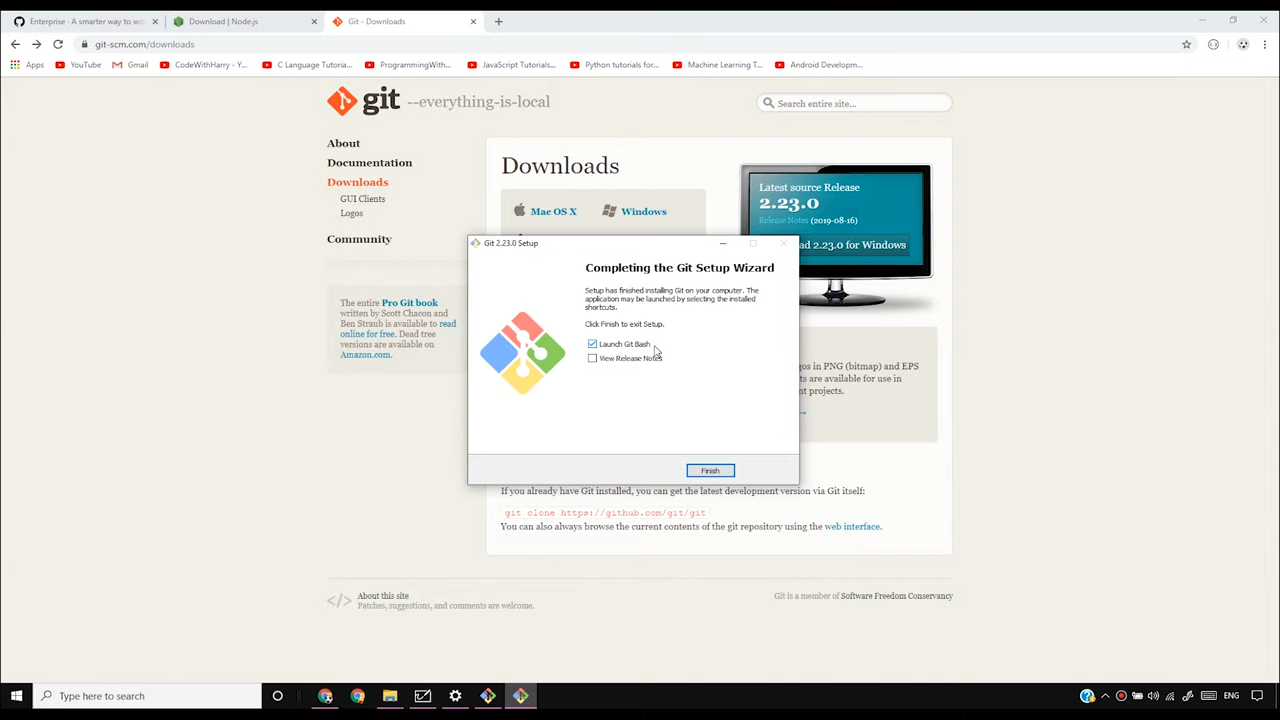 Enterprise - A smarter way to wo
Download | Node.js
Git - Downloads
git-scm.com/downloads
Apps
YouTube
Gmail
CodeWithHarry - Y...
C Language Tutoria...
ProgrammingWith...
JavaScript Tutorials...
Python tutorials for...
Machine Learning T...
Android Developm...
git --everything-is-local
Search entire site...
About
Documentation
Downloads
GUI Clients
Logos
Community
The entire Pro Git book
written by Scott Chacon and
Ben Straub is available to read
online for free. Dead tree
versions are available on
Amazon.com.
Downloads
Mac OS X
Windows
Latest source Release
2.23.0
Release Notes (2019-08-16)
ad 2.23.0 for Windows
Git 2.23.0 Setup
Completing the Git Setup Wizard
Setup has finished installing Git on your computer. The
application may be launched by selecting the installed
shortcuts.
Click Finish to exit Setup.
Launch Git Bash
View Release Notes
Finish
ogos in PNG (bitmap) and EPS
ts are available for use in
nt projects.
If you already have Git installed, you can get the latest development version via Git itself:
git clone https://github.com/git/git
You can also always browse the current contents of the git repository using the web interface.
</> About this site
Patches, suggestions, and comments are welcome.
Git is a member of Software Freedom Conservancy
Type here to search
ENG